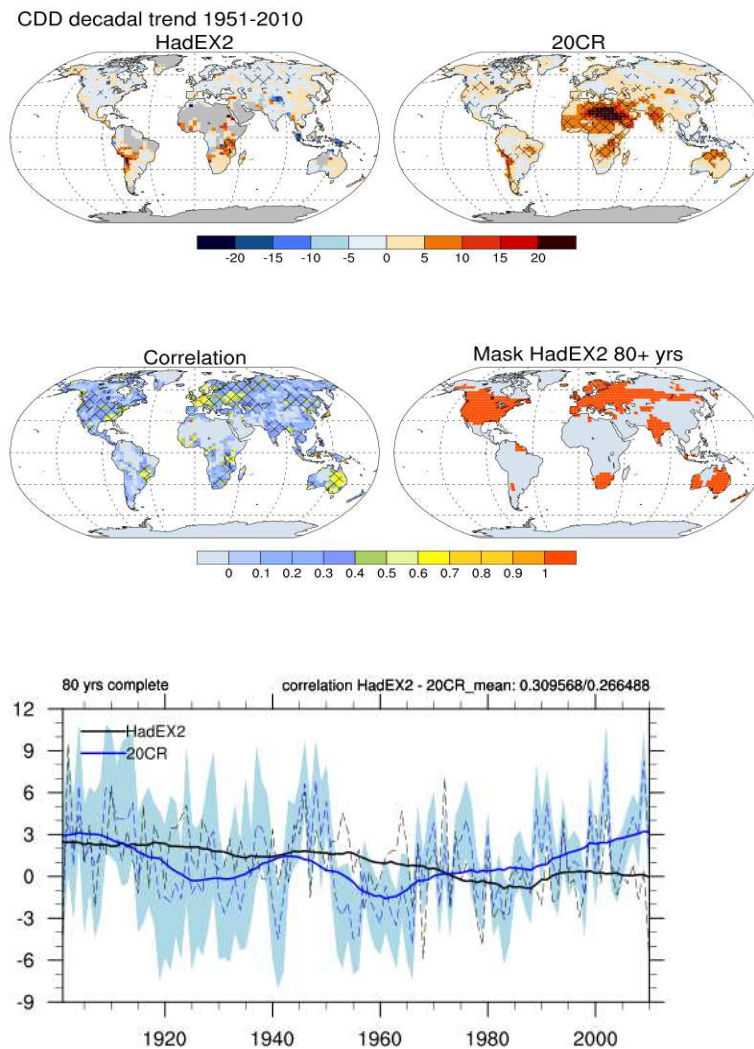 CDD decadal trend 1951-2010
HadEX2
20CR
-20 -15 -10 -5 0 5 10 15 20
Correlation
Mask HadEX2 80+ yrs
0 0.1 0.2 0.3 0.4 0.5 0.6 0.7 0.8 0.9 1
80 yrs complete
correlation HadEX2 - 20CR_mean: 0.309568/0.266488
12
9
6
3
0
-3
-6
-9
HadEX2
20CR
1920 1940 1960 1980 2000